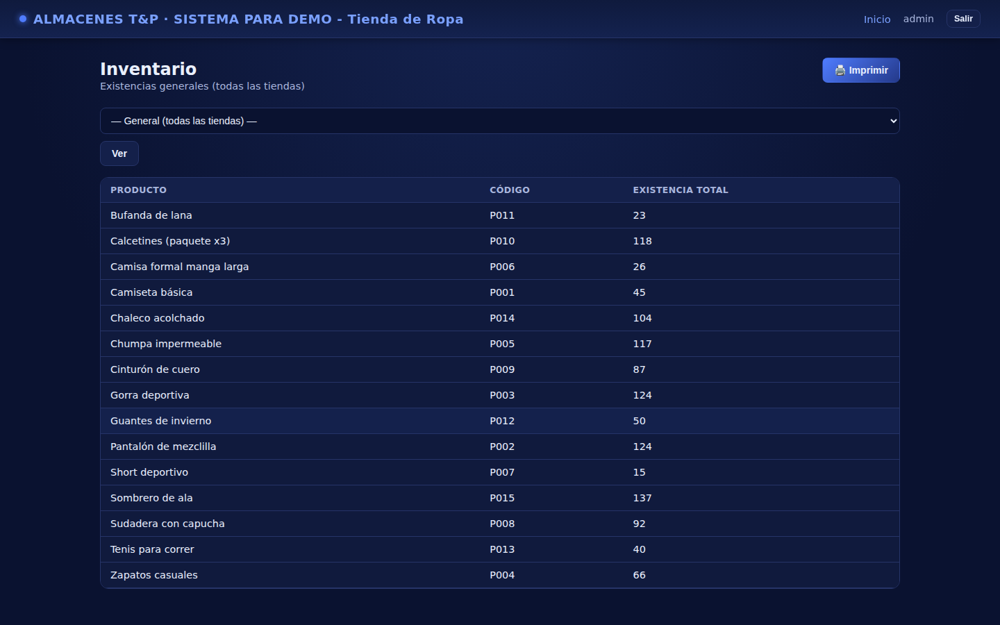 ALMACENES T&P · SISTEMA PARA DEMO - Tienda de Ropa
Inicio admin Salir
Inventario
Existencias generales (todas las tiendas)
Imprimir
— General (todas las tiendas) —
Ver
PRODUCTO CÓDIGO EXISTENCIA TOTAL
Bufanda de lana P011 23
Calcetines (paquete x3) P010 118
Camisa formal manga larga P006 26
Camiseta básica P001 45
Chaleco acolchado P014 104
Chumpa impermeable P005 117
Cinturón de cuero P009 87
Gorra deportiva P003 124
Guantes de invierno P012 50
Pantalón de mezclilla P002 124
Short deportivo P007 15
Sombrero de ala P015 137
Sudadera con capucha P008 92
Tenis para correr P013 40
Zapatos casuales P004 66